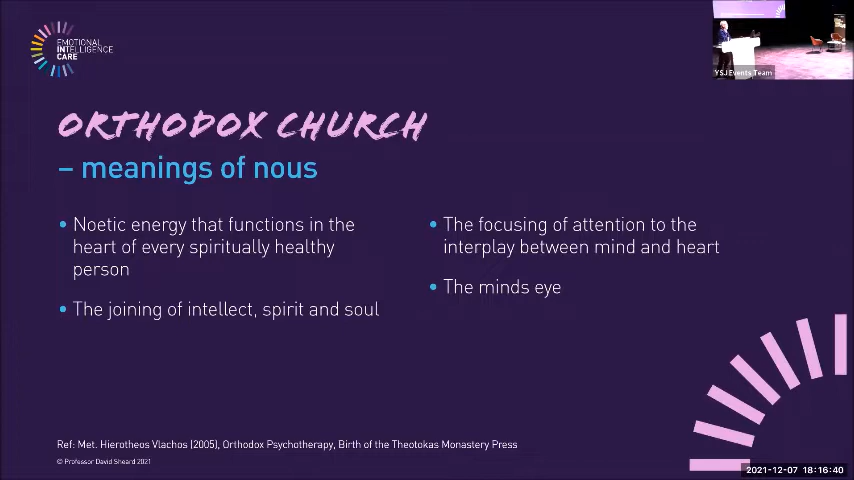 EMOTIONAL
INTELLIGENCE
CARE
YSJ Events Team
ORTHODOX CHURCH
– meanings of nous
• Noetic energy that functions in the
heart of every spiritually healthy
person
• The joining of intellect, spirit and soul
• The focusing of attention to the
interplay between mind and heart
• The minds eye
Ref: Met. Hierotheos Vlachos (2005), Orthodox Psychotherapy, Birth of the Theotokas Monastery Press
© Professor David Sheard 2021
2021-12-07 18:16:40